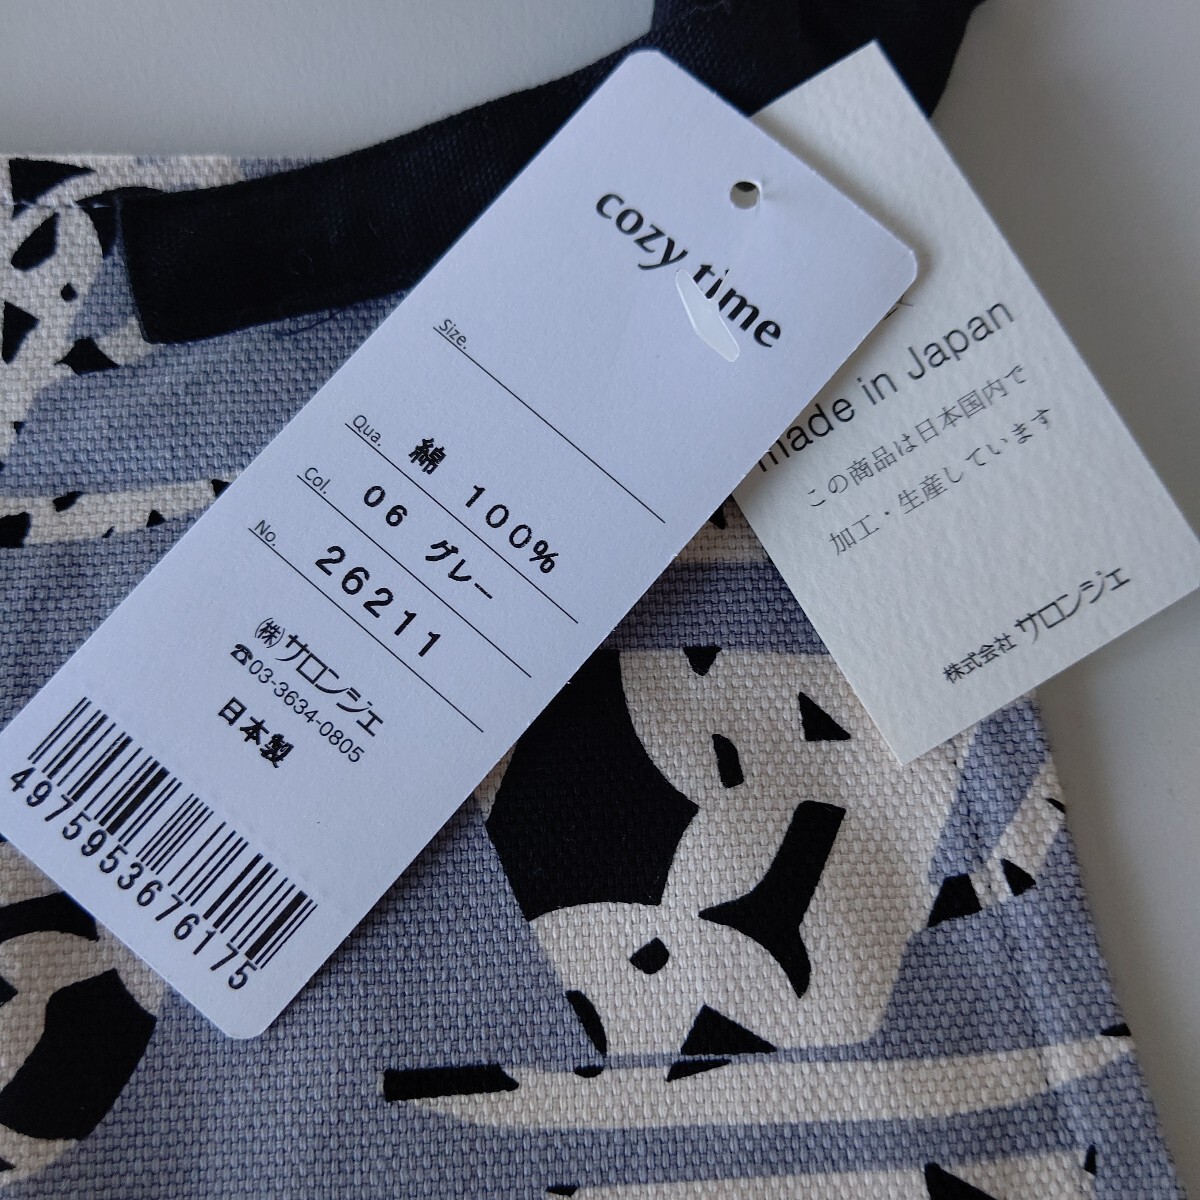 cozy time
Size.
Qua. 綿 100%
Col. 06 グレー
No. 26211
㈱サロンジェ
☎03-3634-0805
日本製
4975953676175
made in Japan
この商品は日本国内で
加工・生産しています
株式会社 サロンジェ